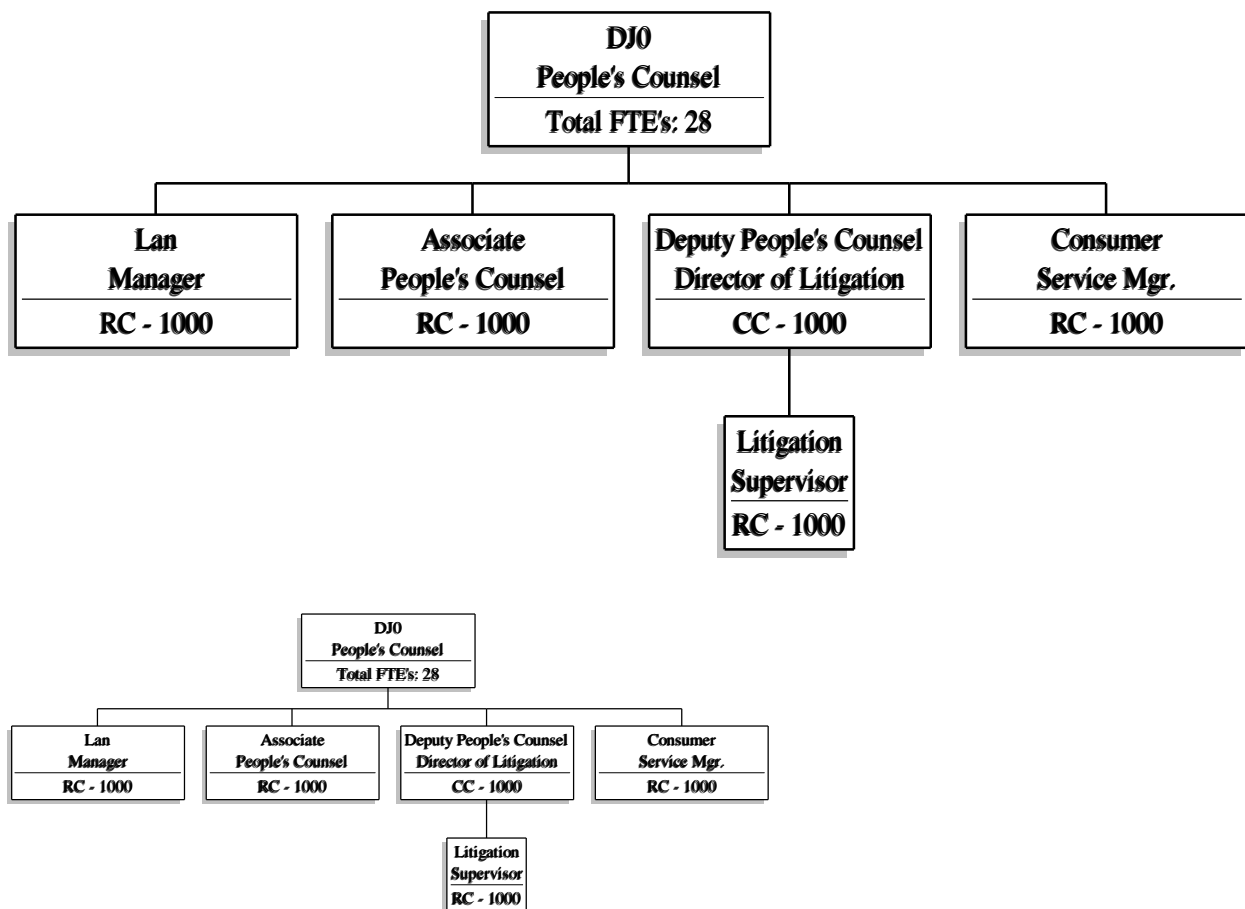 DJ0
People's Counsel
Total FTE's: 28
Lan
Manager
RC - 1000
Associate
People's Counsel
RC - 1000
Deputy People's Counsel
Director of Litigation
CC - 1000
Consumer
Service Mgr.
RC - 1000
Litigation
Supervisor
RC - 1000
DJ0
People's Counsel
Total FTE's: 28
Lan
Manager
RC - 1000
Associate
People's Counsel
RC - 1000
Deputy People's Counsel
Director of Litigation
CC - 1000
Consumer
Service Mgr.
RC - 1000
Litigation
Supervisor
RC - 1000